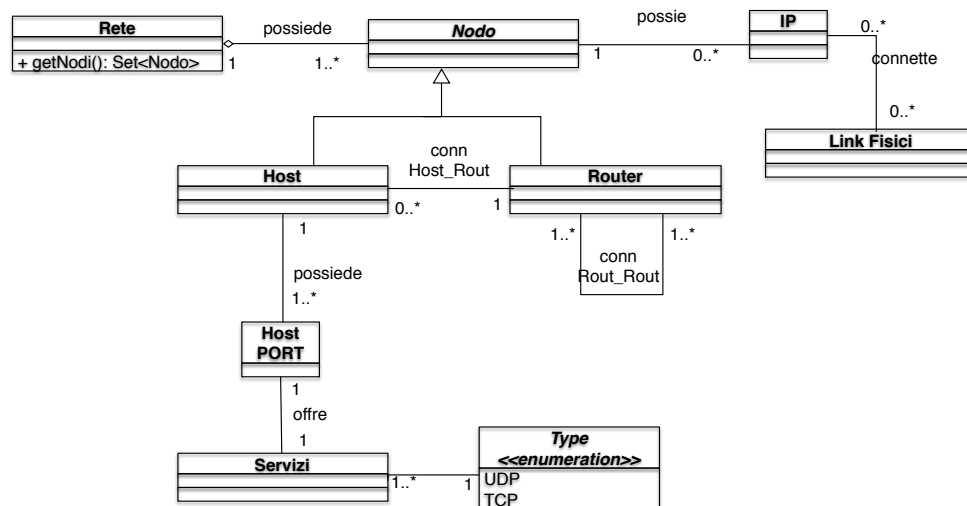 Rete
+ getNodi(): Set<Nodo>
possiede
1
1..*
Nodo
possie
1
0..*
IP
0..*
connette
0..*
Link Fisici
Host
conn
Host_Rout
0..*
1
Router
1..*
1..*
conn
Rout_Rout
1
possiede
1..*
Host
PORT
1
offre
1
Servizi
1..*
1
Type
<<enumeration>>
UDP
TCP